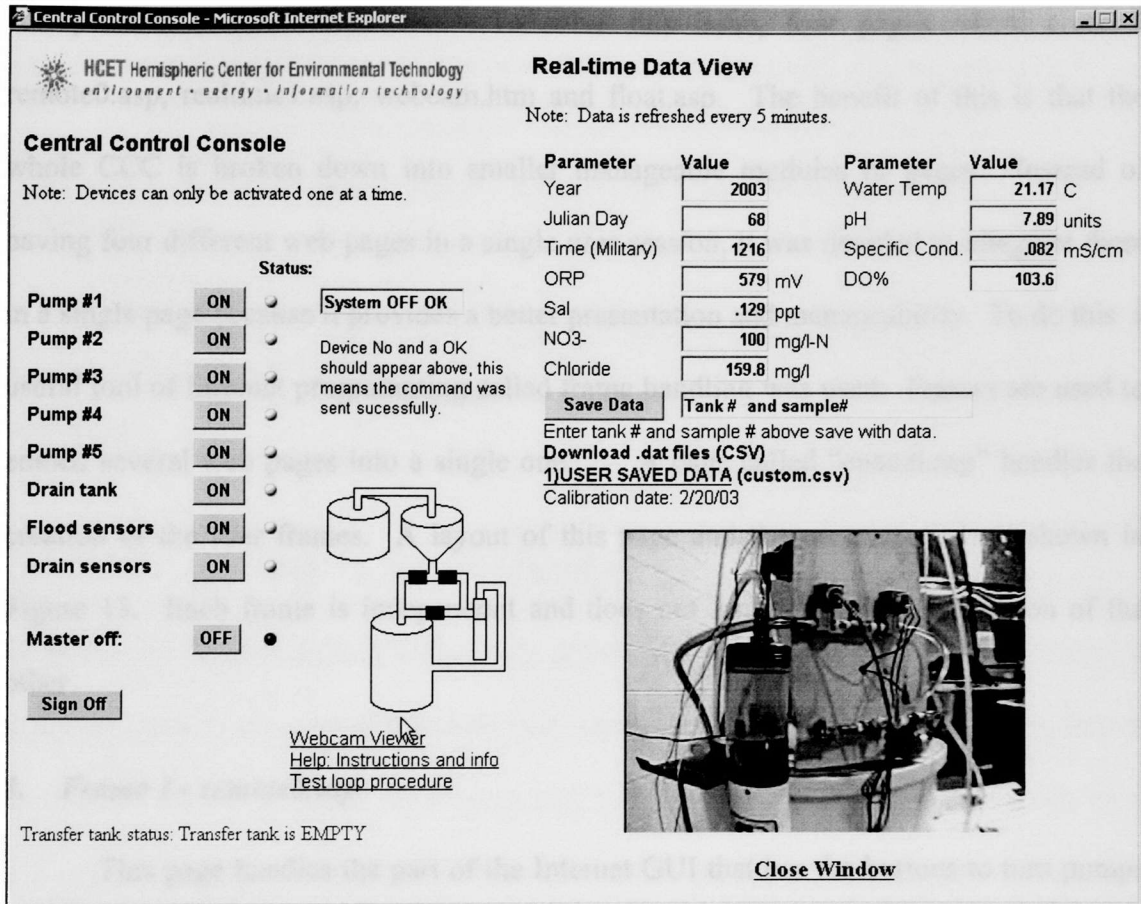 Central Control Console - Microsoft Internet Explorer
HCET Hemispheric Center for Environmental Technology
environment · energy · information technology
Central Control Console
Note: Devices can only be activated one at a time.
Status:
Pump #1 ON System OFF OK
Pump #2 ON
Device No and a OK
should appear above, this
means the command was
sent sucessfully.
Pump #3 ON
Pump #4 ON
Pump #5 ON
Drain tank ON
Flood sensors ON
Drain sensors ON
Master off: OFF
Sign Off
Webcam Viewer
Help: Instructions and info
Test loop procedure
Transfer tank status: Transfer tank is EMPTY
Real-time Data View
Note: Data is refreshed every 5 minutes.
Parameter Value Parameter Value
Year 2003 Water Temp 21.17 C
Julian Day 68 pH 7.89 units
Time (Military) 1216 Specific Cond. .082 mS/cm
ORP 579 mV DO% 103.6
Sal -.129 ppt
NO3- 100 mg/l-N
Chloride 159.8 mg/l
Save Data Tank # and sample#
Enter tank # and sample # above save with data.
Download .dat files (CSV)
1)USER SAVED DATA (custom.csv)
Calibration date: 2/20/03
Close Window